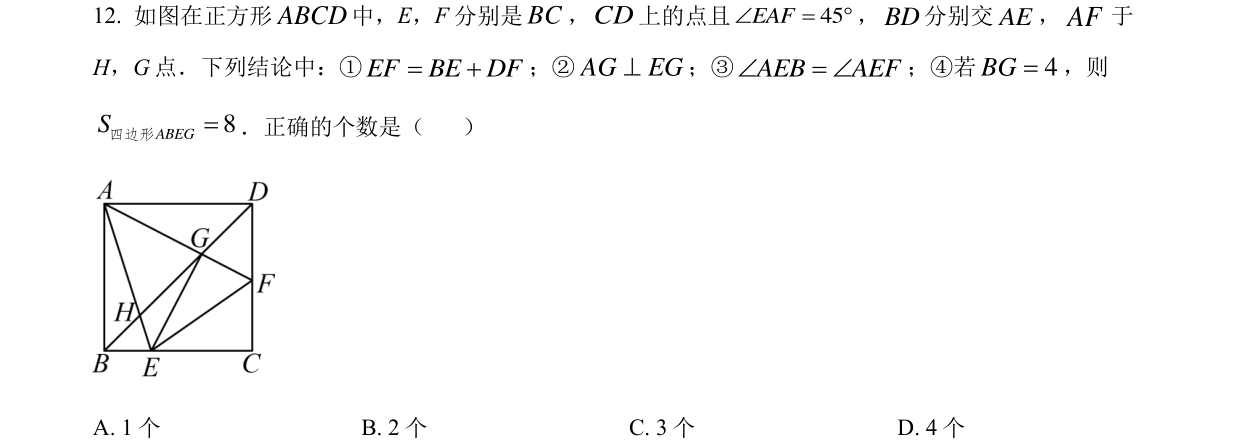 12. 如图在正方形ABCD中，E，F分别是BC，CD上的点且∠EAF=45°，BD分别交AE，AF于
H，G点．下列结论中：①EF=BE+DF；②AG⊥EG；③∠AEB=∠AEF；④若BG=4，则
S四边形ABEG=8．正确的个数是（ ）
A D
G
F
H
B E C
A. 1个 B. 2个 C. 3个 D. 4个